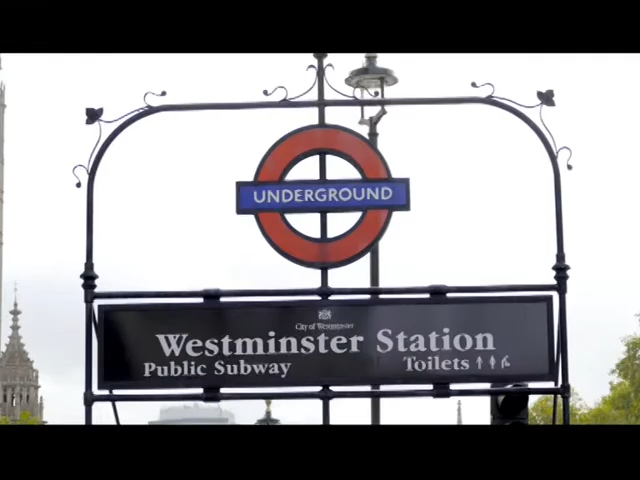 UNDERGROUND
City of Westminster
Westminster Station
Public Subway Toilets